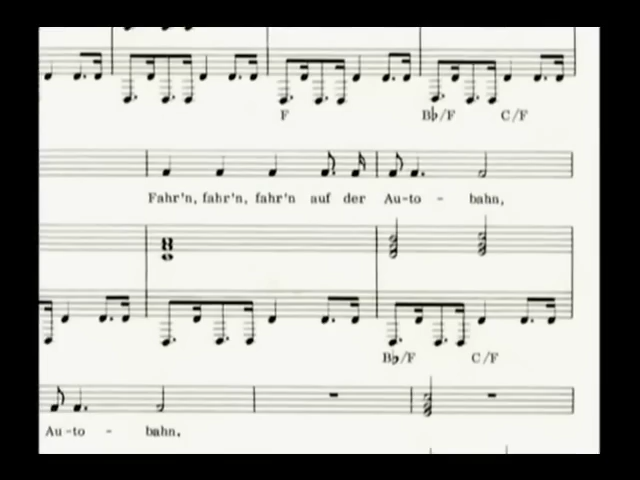 F B♭/F C/F
Fahr'n, fahr'n, fahr'n auf der Au-to - bahn,
B♭/F C/F
Au-to - bahn.